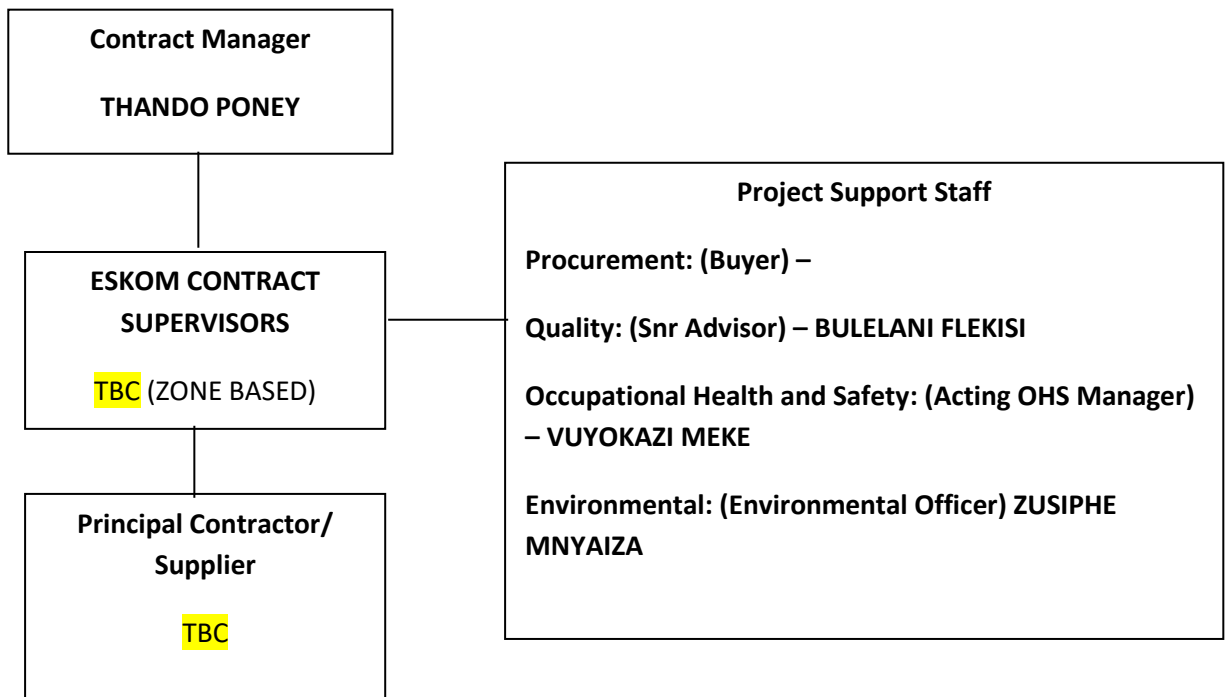 Contract Manager
THANDO PONEY
ESKOM CONTRACT
SUPERVISORS
TBC (ZONE BASED)
Principal Contractor/
Supplier
TBC
Project Support Staff
Procurement: (Buyer) –
Quality: (Snr Advisor) – BULELANI FLEKISI
Occupational Health and Safety: (Acting OHS Manager)
– VUYOKAZI MEKE
Environmental: (Environmental Officer) ZUSIPHE
MNYAIZA